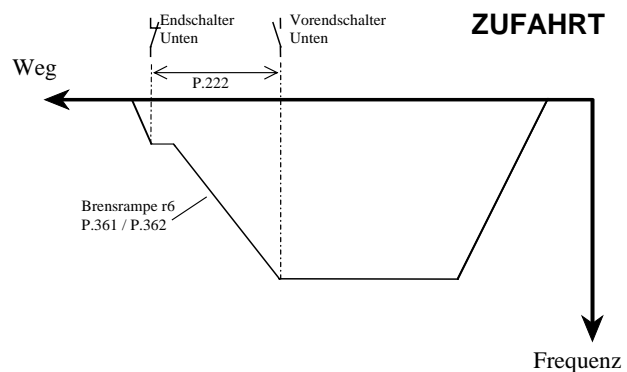 Endschalter
Unten
Vorendschalter
Unten
ZUFAHRT
Weg
P.222
Brensrampe r6
P.361 / P.362
Frequenz